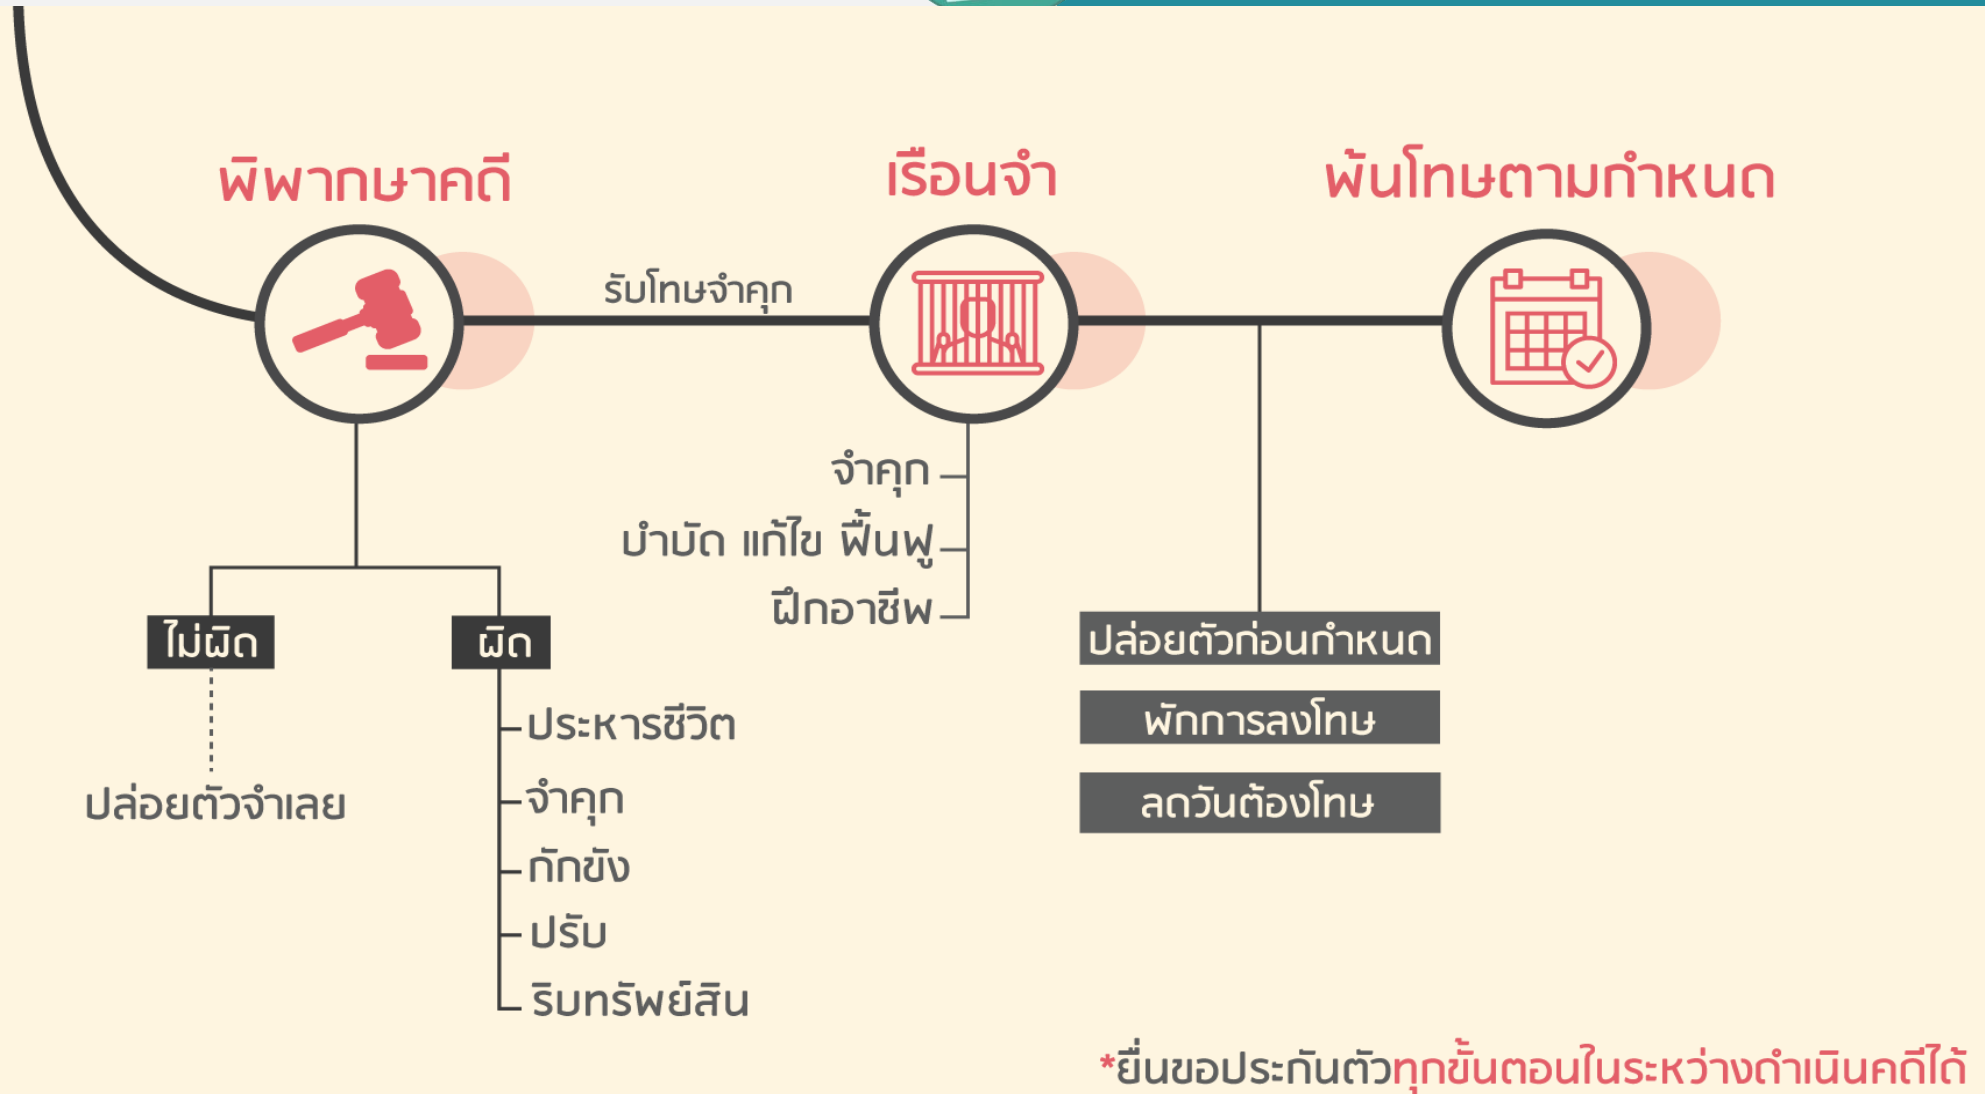 พิพากษาคดี
เรือนจำ
พ้นโทษตามกำหนด
รับโทษจำคุก
จำคุก
บำบัด แก้ไข ฟื้นฟู
ฝึกอาชีพ
ไม่ผิด
ผิด
ปล่อยตัวจำเลย
ประหารชีวิต
จำคุก
กักขัง
ปรับ
ริบทรัพย์สิน
ปล่อยตัวก่อนกำหนด
พักการลงโทษ
ลดวันต้องโทษ
*ยื่นขอประกันตัวทุกขั้นตอนในระหว่างดำเนินคดีได้